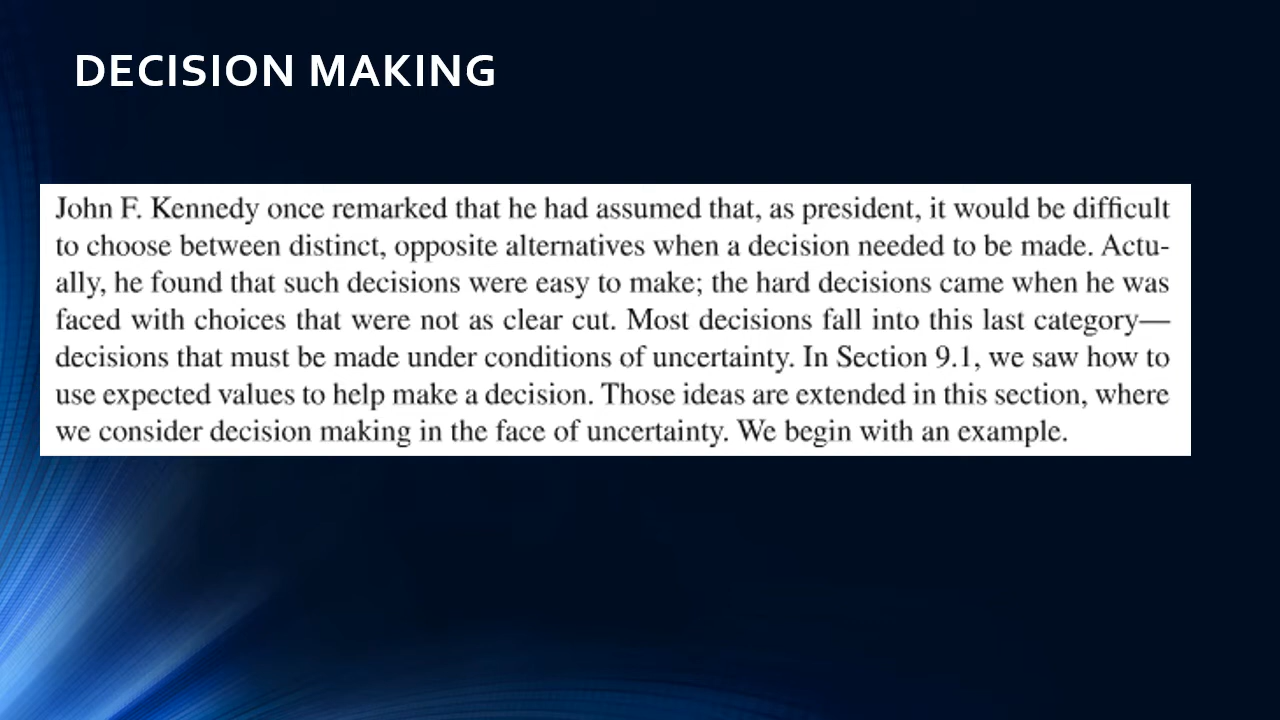 DECISION MAKING
John F. Kennedy once remarked that he had assumed that, as president, it would be difficult
to choose between distinct, opposite alternatives when a decision needed to be made. Actu-
ally, he found that such decisions were easy to make; the hard decisions came when he was
faced with choices that were not as clear cut. Most decisions fall into this last category—
decisions that must be made under conditions of uncertainty. In Section 9.1, we saw how to
use expected values to help make a decision. Those ideas are extended in this section, where
we consider decision making in the face of uncertainty. We begin with an example.